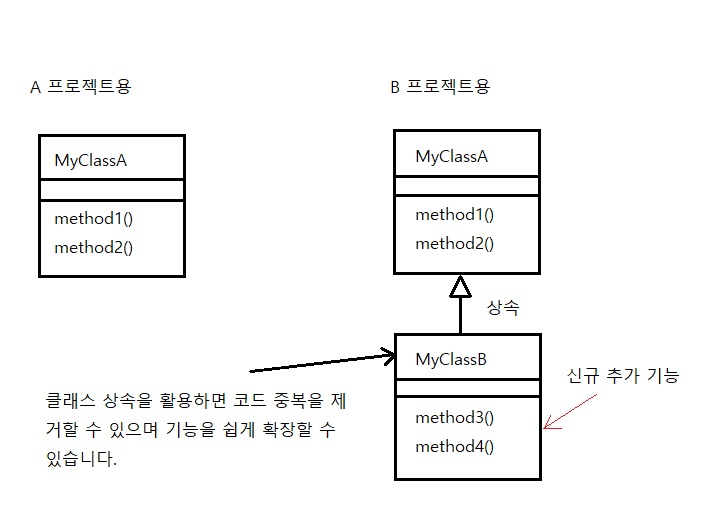 A 프로젝트용
B 프로젝트용
MyClassA
method1()
method2()
MyClassA
method1()
method2()
상속
MyClassB
method3()
method4()
신규 추가 기능
클래스 상속을 활용하면 코드 중복을 제
거할 수 있으며 기능을 쉽게 확장할 수
있습니다.